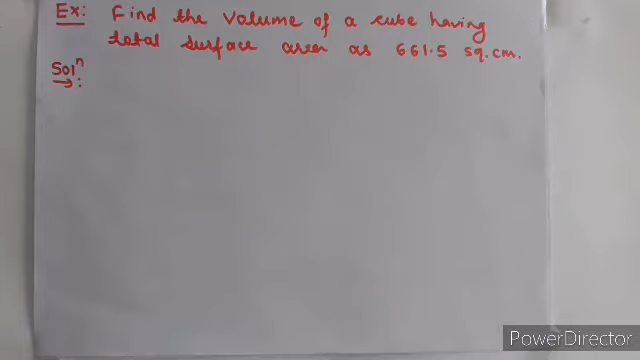 Ex: Find the volume of a cube having
total surface area as 661.5 sq.cm.
Solⁿ
→:
PowerDirector